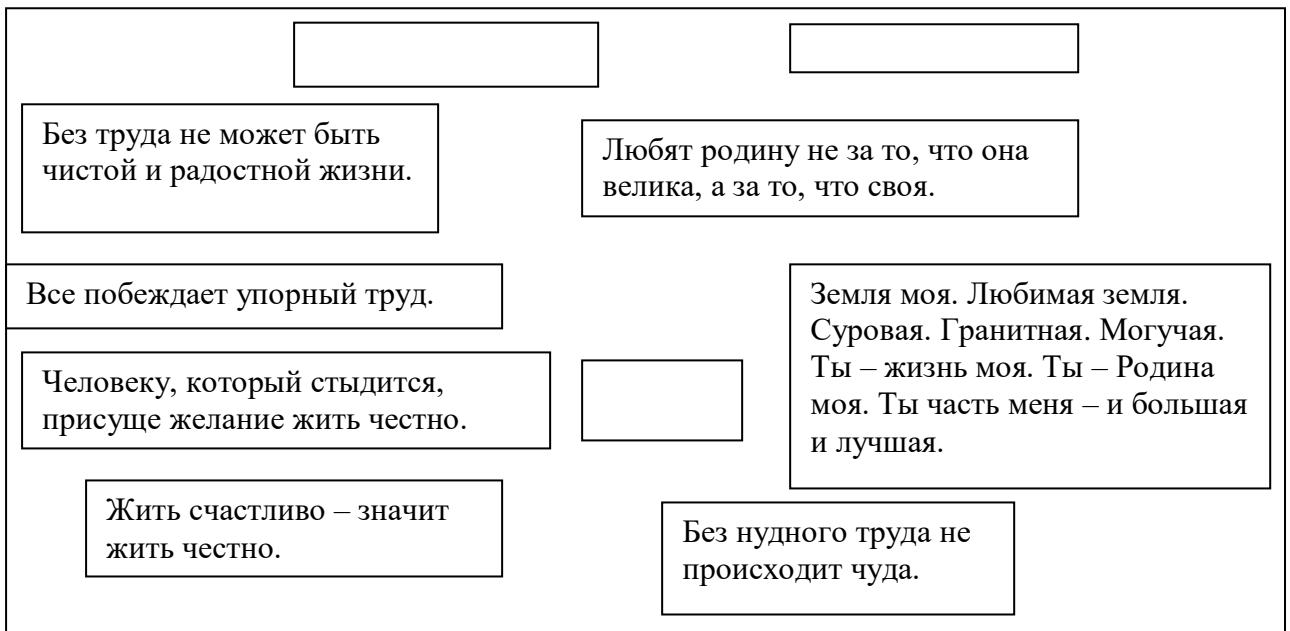 Без труда не может быть
чистой и радостной жизни.
Любят родину не за то, что она
велика, а за то, что своя.
Все побеждает упорный труд.
Земля моя. Любимая земля.
Суровая. Гранитная. Могучая.
Ты – жизнь моя. Ты – Родина
моя. Ты часть меня – и большая
и лучшая.
Человеку, который стыдится,
присуще желание жить честно.
Жить счастливо – значит
жить честно.
Без нудного труда не
происходит чуда.